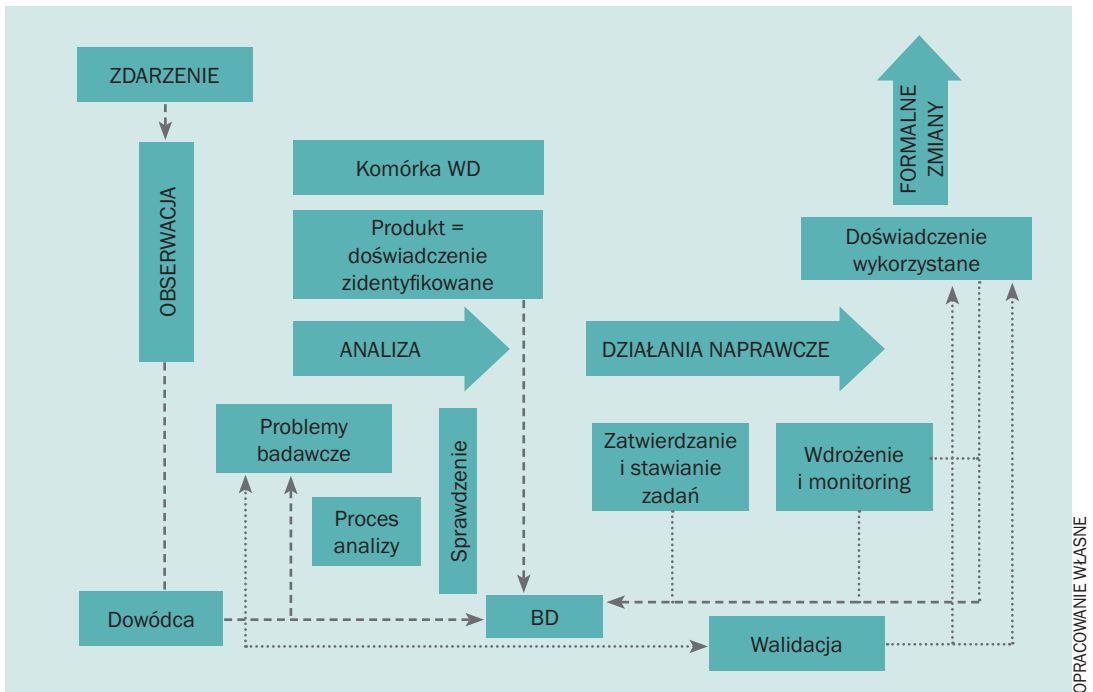 ZDARZENIE
OBSERWACJA
Komórka WD
Produkt =
doświadczenie
zidentyfikowane
ANALIZA
DZIAŁANIA NAPRAWCZE
FORMALNE
ZMIANY
Doświadczenie
wykorzystane
Problemy
badawcze
Proces
analizy
Sprawdzenie
Zatwierdzanie
i stawianie
zadań
Wdrożenie
i monitoring
Dowódca
BD
Walidacja
OPRACOWANIE WŁASNE